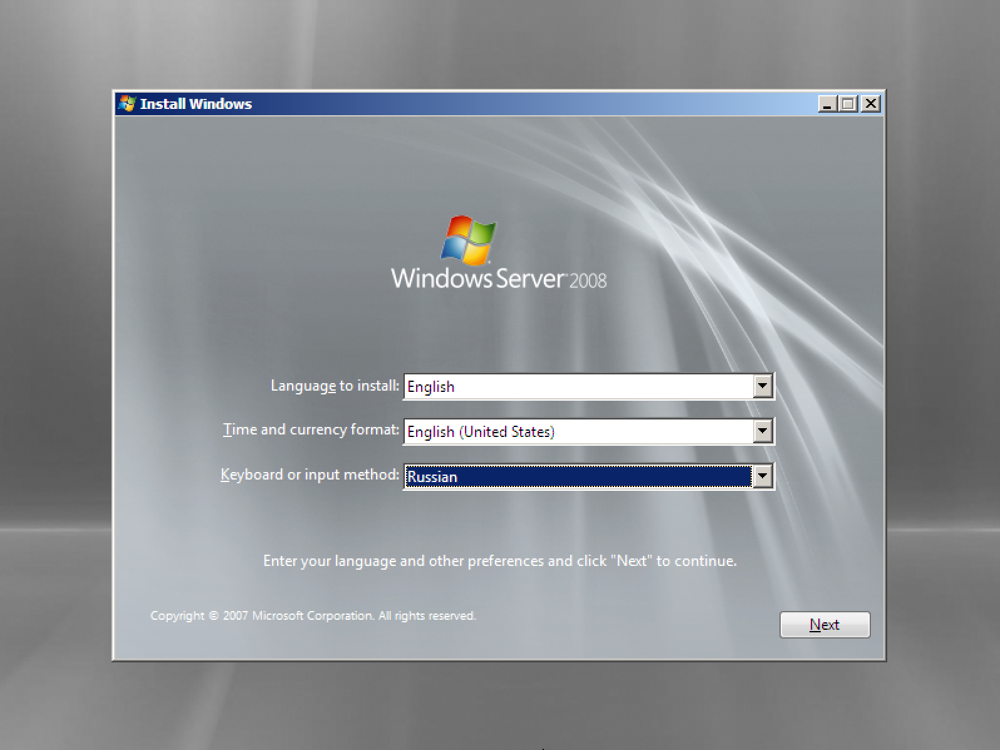 Install Windows
Windows Server 2008
Language to install: English
Time and currency format: English (United States)
Keyboard or input method: Russian
Enter your language and other preferences and click "Next" to continue.
Copyright © 2007 Microsoft Corporation. All rights reserved.
Next